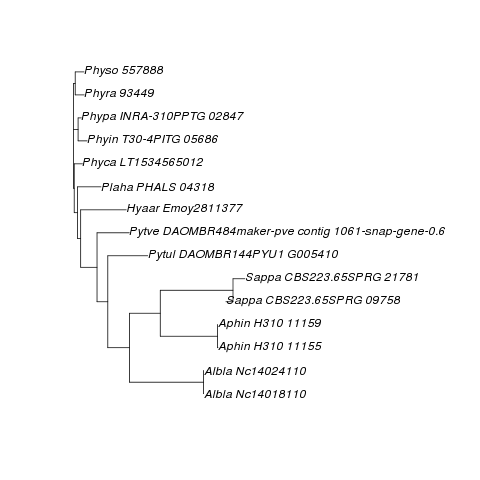 Physo 557888
Phyra 93449
Phypa INRA-310PPTG 02847
Phyin T30-4PITG 05686
Phyca LT1534565012
Plaha PHALS 04318
Hyaar Emoy2811377
Pytve DAOMBR484maker-pve contig 1061-snap-gene-0.6
Pytul DAOMBR144PYU1 G005410
Sappa CBS223.65SPRG 21781
Sappa CBS223.65SPRG 09758
Aphin H310 11159
Aphin H310 11155
Albla Nc14024110
Albla Nc14018110